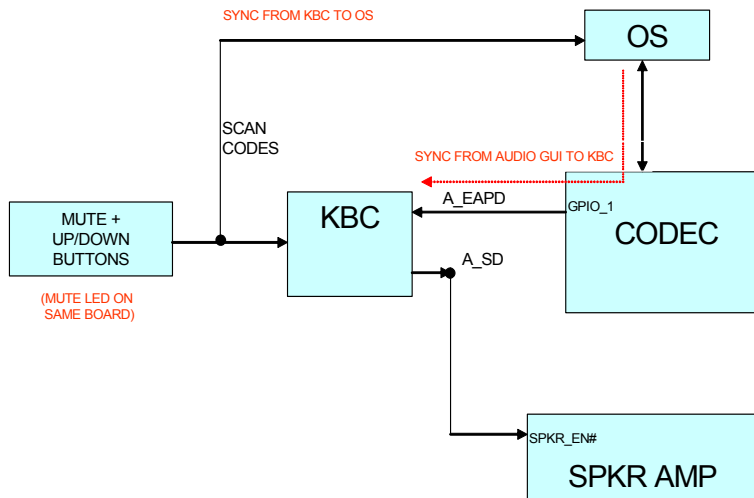 SYNC FROM KBC TO OS
OS
SCAN
CODES
SYNC FROM AUDIO GUI TO KBC
MUTE +
UP/DOWN
BUTTONS
(MUTE LED ON
SAME BOARD)
KBC
A_EAPD
GPIO_1
CODEC
A_SD
SPKR_EN#
SPKR AMP